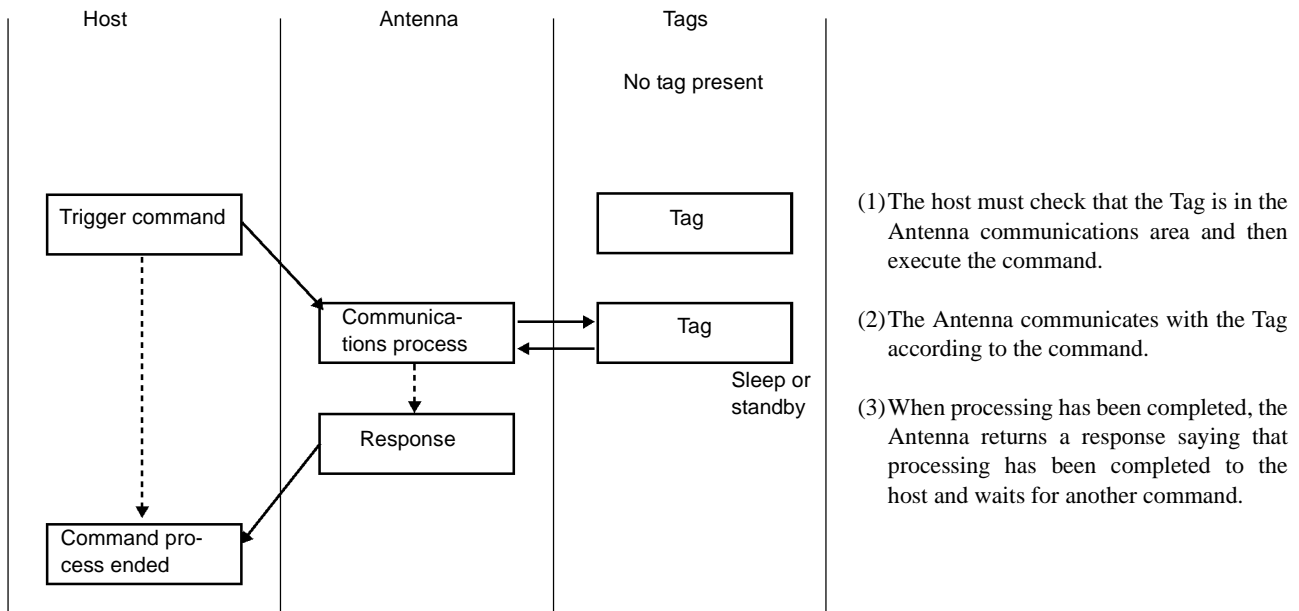 Host
Antenna
Tags
No tag present
Trigger command
Tag
Communica-
tions process
Tag
Sleep or
standby
Response
Command pro-
cess ended
(1) The host must check that the Tag is in the
Antenna communications area and then
execute the command.
(2) The Antenna communicates with the Tag
according to the command.
(3) When processing has been completed, the
Antenna returns a response saying that
processing has been completed to the
host and waits for another command.